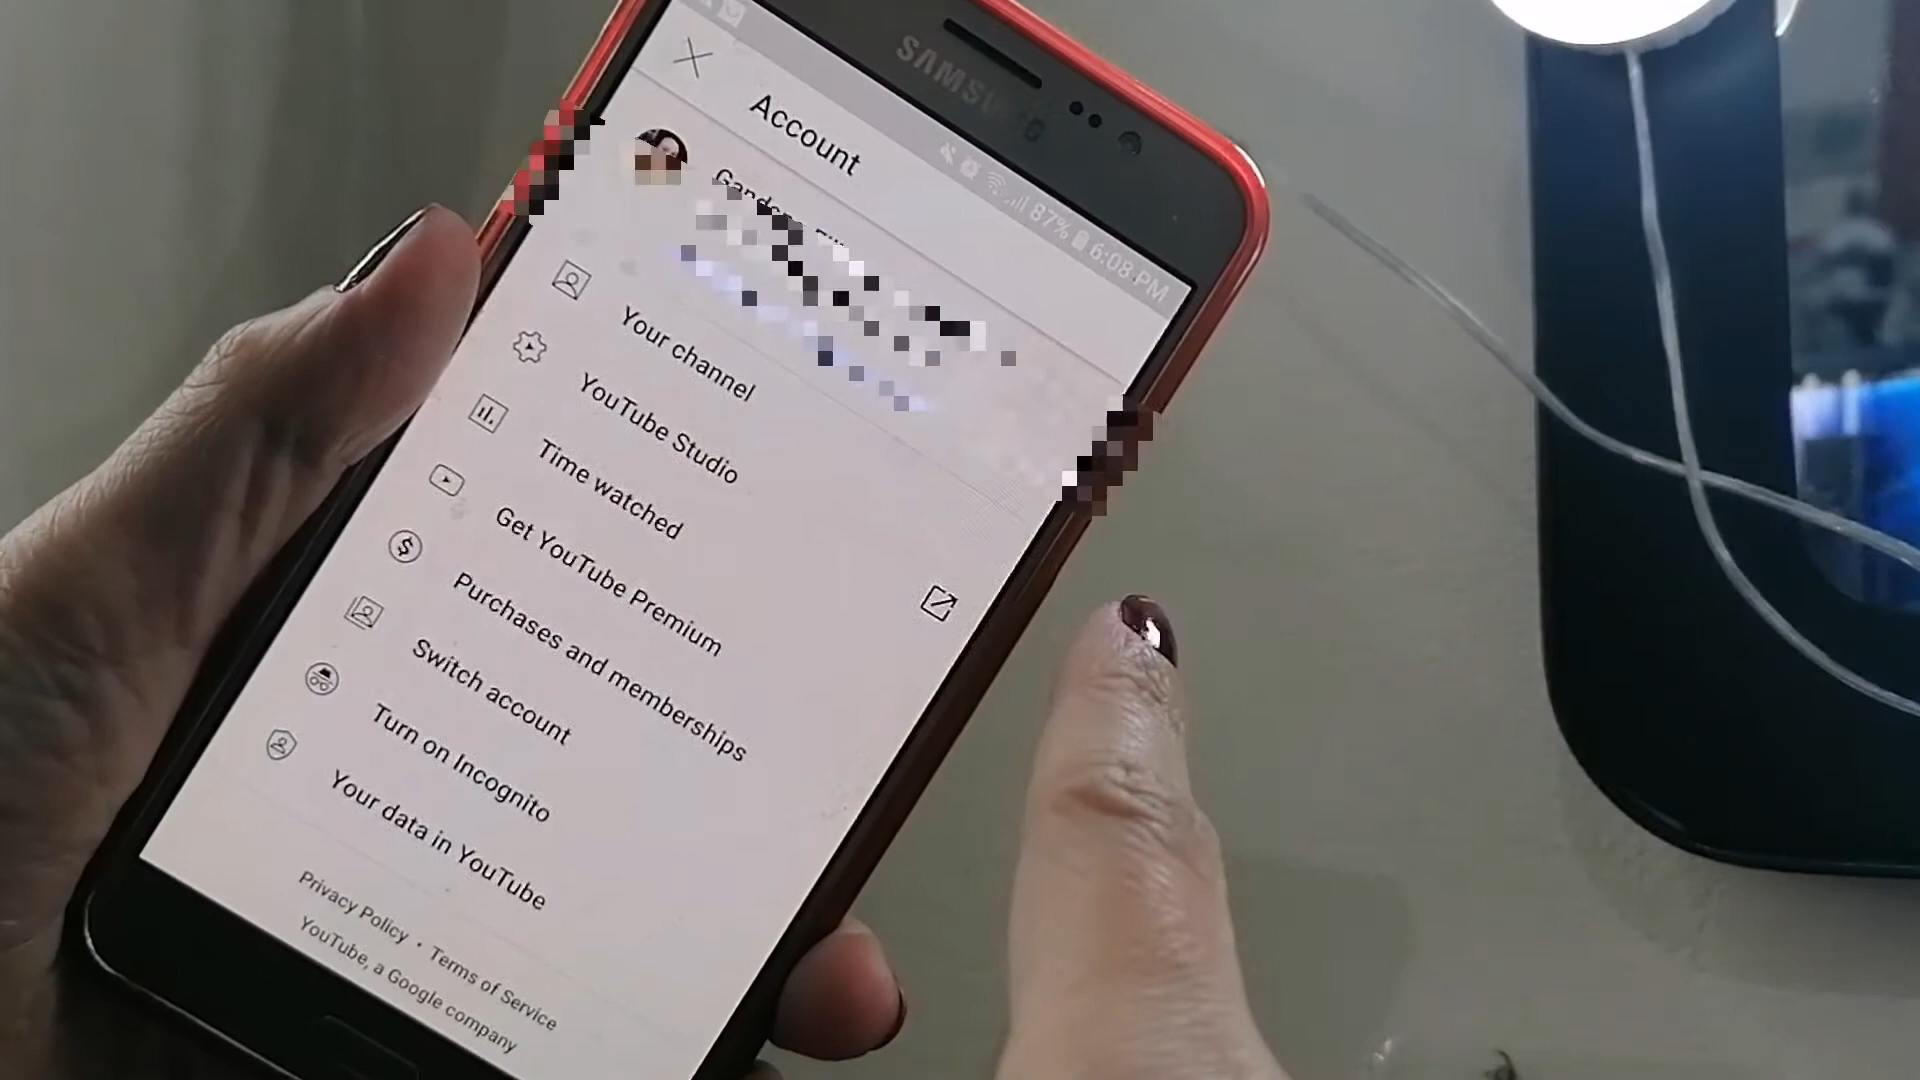 SAMSUNG
87% 6:08 PM
Account
Your channel
YouTube Studio
Time watched
Get YouTube Premium
Purchases and memberships
Switch account
Turn on Incognito
Your data in YouTube
Privacy Policy • Terms of Service
YouTube, a Google company